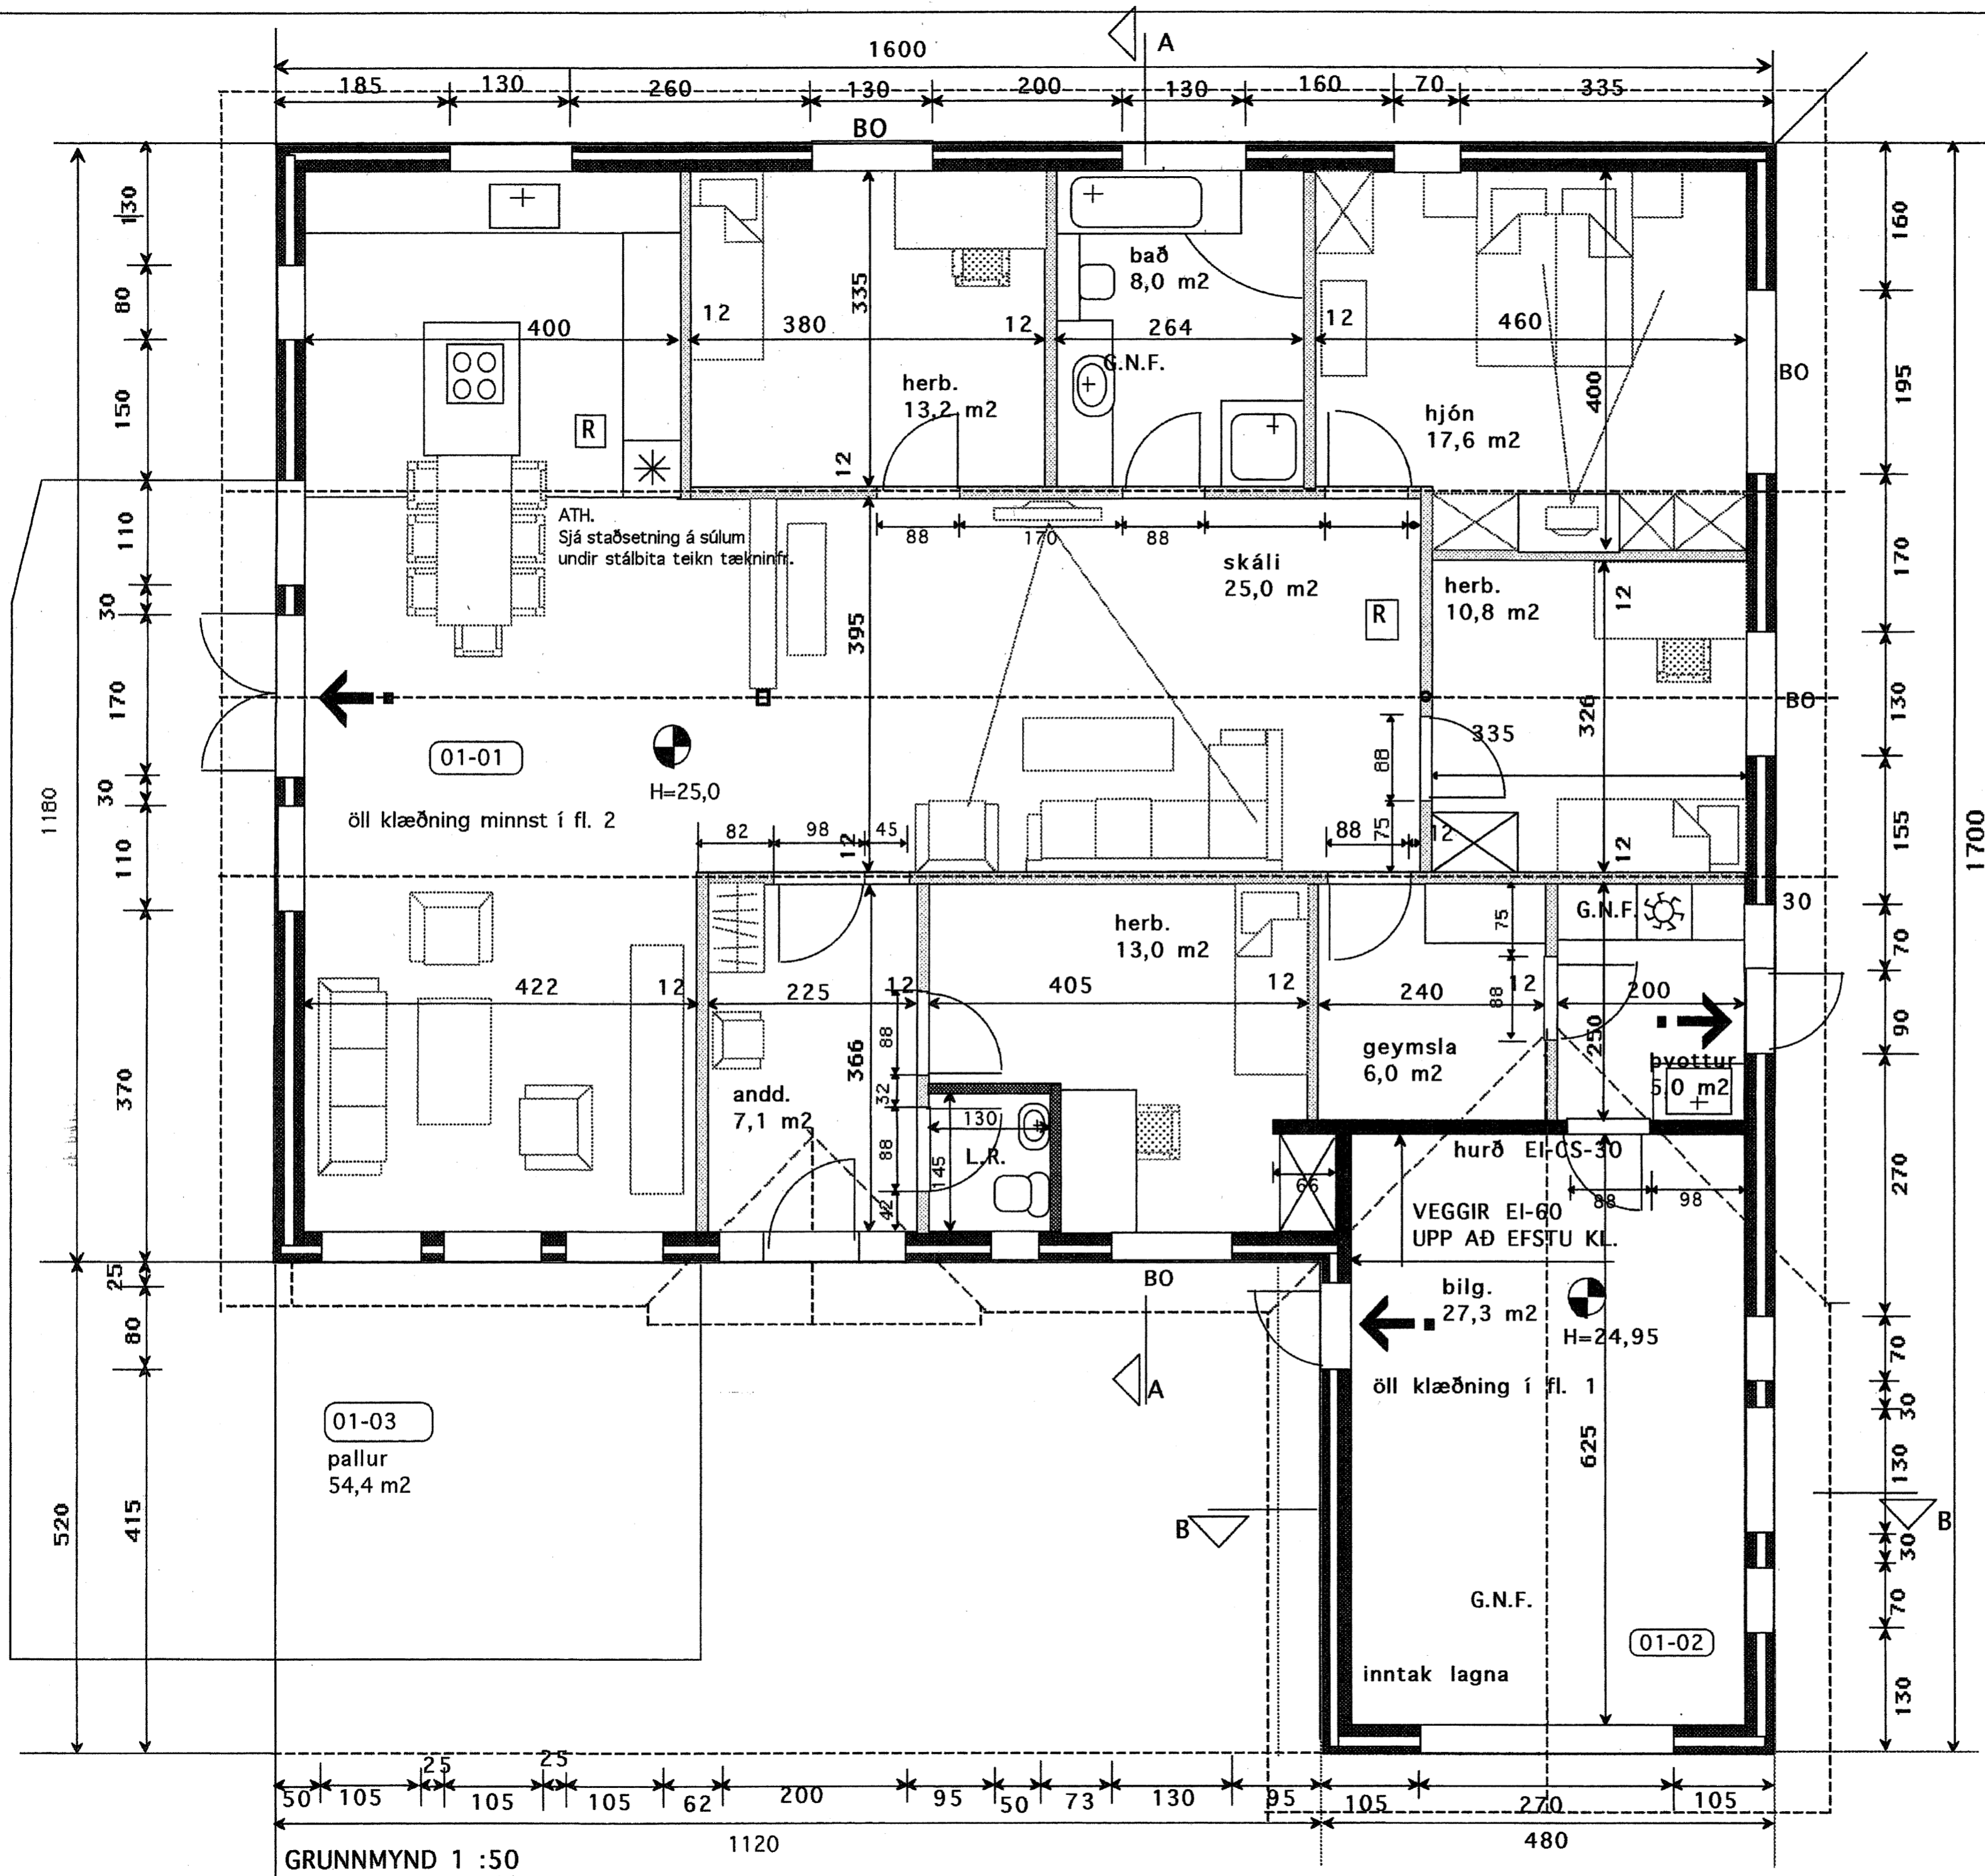 A
1600
185 130 260 130 200 130 160 70 335
BO
130
80
150
110
30
170
30
110
370
25
80
415
1180
520
160
195
170
130
155
70
90
270
70
30
130
30
70
130
1700
BO
BO
30
bað
8,0 m2
335
12
400
380
12
264
12
460
G.N.F.
herb.
13,2 m2
400
hjón
17,6 m2
R
12
ATH.
Sjá staðsetning á súlum
undir stálbita teikn tækninfr.
88
170
88
skáli
25,0 m2
R
herb.
10,8 m2
12
395
326
335
88
75
01-01
H=25,0
öll klæðning minnst í fl. 2
82
98
45
12
88
12
12
herb.
13,0 m2
G.N.F.
75
422
12
225
12
405
12
240
12
200
88
88
366
250
geymsla
6,0 m2
þvottur
5,0 m2
andd.
7,1 m2
32
130
88
L.R.
145
42
66
hurð EI-CS-30
88
98
VEGGIR EI-60
UPP AÐ EFSTU KL.
BO
bilg.
27,3 m2
H=24,95
öll klæðning í fl. 1
A
625
01-03
pallur
54,4 m2
B
B
G.N.F.
01-02
inntak lagna
50 105 25 105 25 105 62 200 95 50 73 130 95 105 270 105
1120
480
GRUNNMYND 1 :50